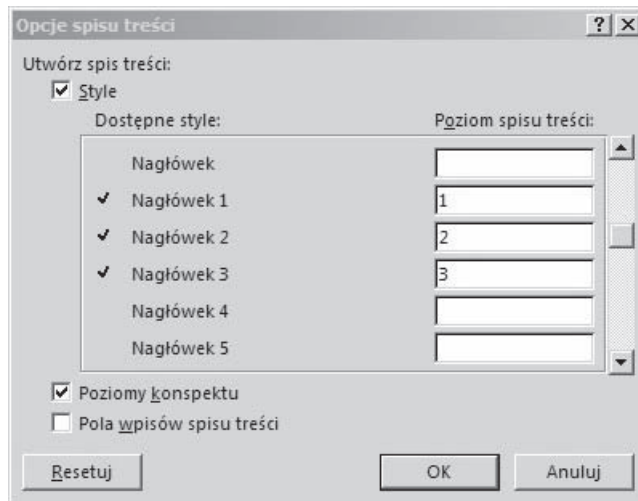 Opcje spisu treści
Utwórz spis treści:
Style
Dostępne style: Poziom spisu treści:
Nagłówek
Nagłówek 1 1
Nagłówek 2 2
Nagłówek 3 3
Nagłówek 4
Nagłówek 5
Poziomy konspektu
Pola wpisów spisu treści
Resetuj OK Anuluj